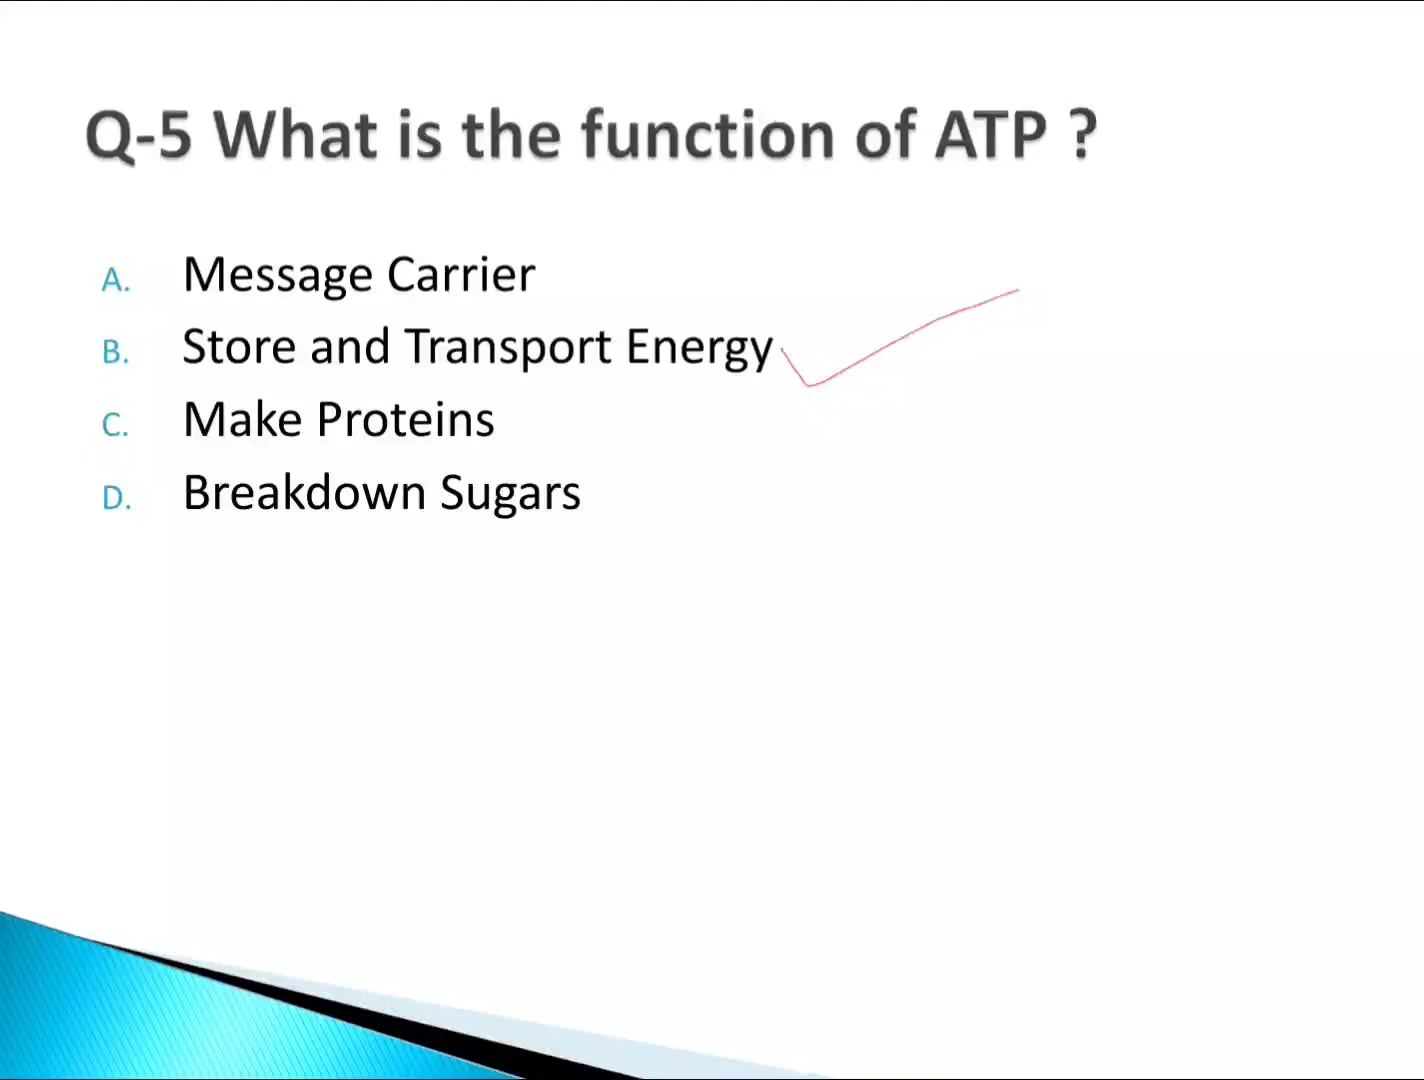 Q-5 What is the function of ATP ?
A. Message Carrier
B. Store and Transport Energy
C. Make Proteins
D. Breakdown Sugars